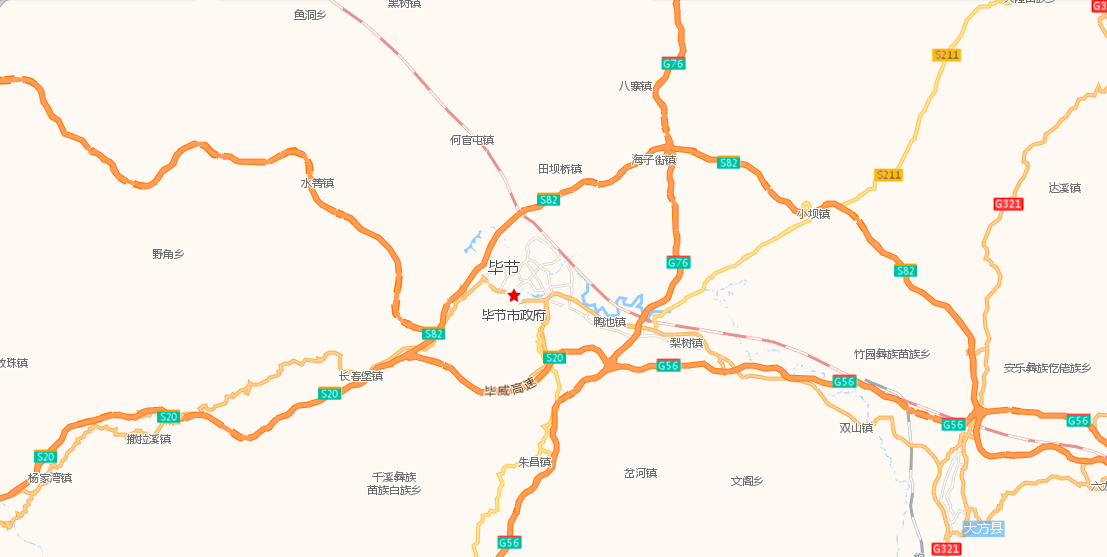 黑树镇
鱼洞乡
G3
S211
G76
八寨镇
何官屯镇
海子街镇
S82
田坝桥镇
S211
水箐镇
达溪镇
S82
G321
小坝镇
野角乡
毕节
G76
S82
毕节市政府
鸭池镇
S82
梨树镇
竹园彝族苗族乡
S20
G56
安乐彝族仡佬族乡
长春堡镇
G56
毕威高速
S20
S20
G56
G56
双山镇
撒拉溪镇
S20
朱昌镇
杨家湾镇
千溪彝族
苗族白族乡
岔河镇
文阁乡
大方县
G56
G321